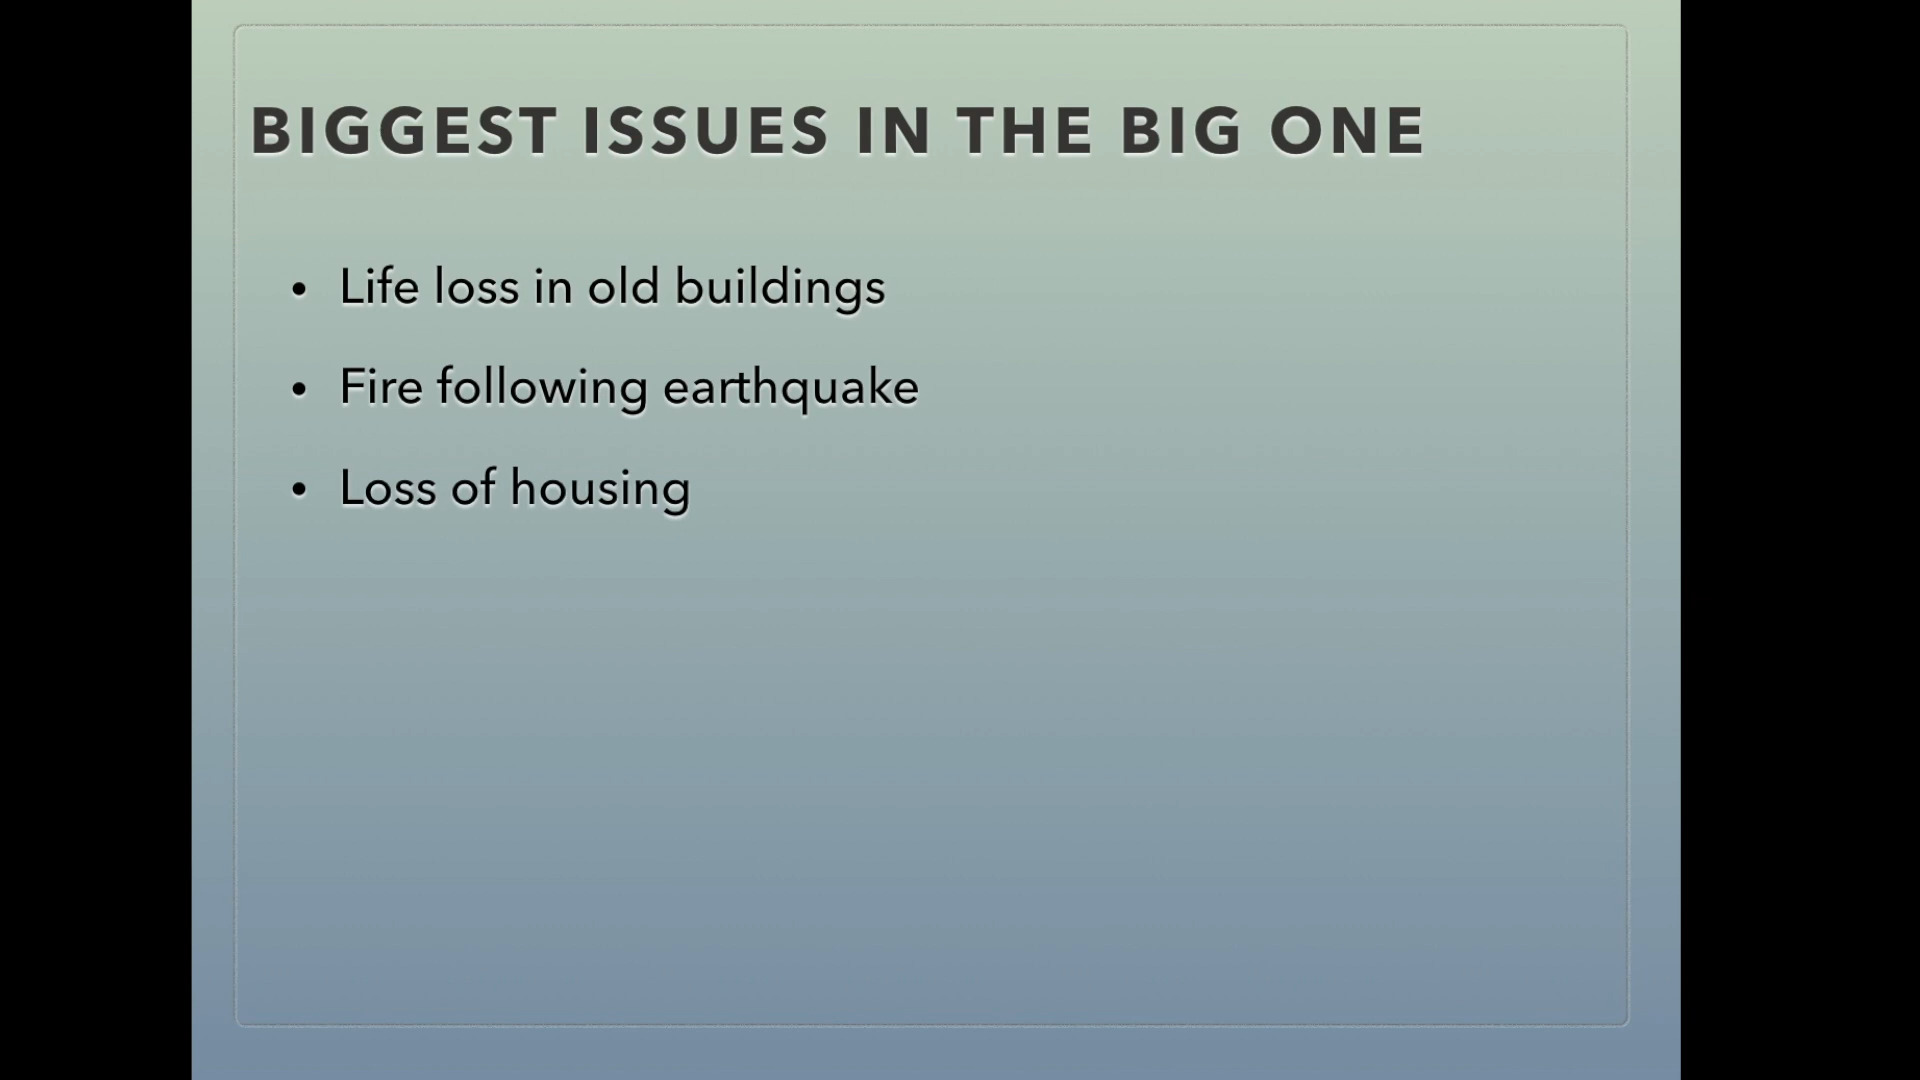 BIGGEST ISSUES IN THE BIG ONE
• Life loss in old buildings
• Fire following earthquake
• Loss of housing